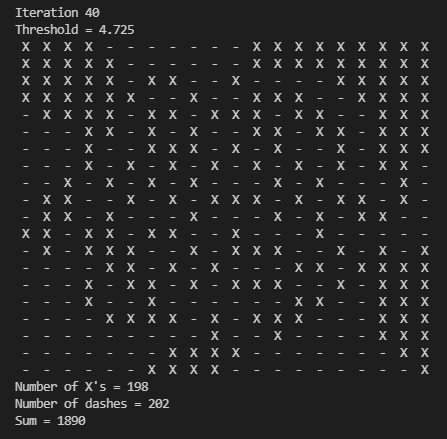 Iteration 40
Threshold = 4.725
X X X X - - - - - - - X X X X X X X X X
X X X X X - - - - - - X X X X X X X X X
X X X X X - X X - - X - - - - X X X X X
X X X X X X - - X - - X X X - - X X X X
- X X X X - X X - X X X - X X - - X X X
- - - X X - X X - X - - X - X X - X X X
- - - X X - X X X - X - X - X - - X X X
- - - X - X - X - X - X X - X - - X X -
- - X - X - X - X - - - X - X - - - X -
- X X - - - X - X X X X - X - X X - X -
- X X - X - - - X - - - X - X - X X - -
X X - X X - X X - - X - - - X - - - - -
- X - X X X - - X - X X X - - X - X - X
- - - - X X - X - X - - - X X - X X X X
- - - X - X X - X - X X X - - - - X X X
- - - X - - X - - - - - - X X - - X X X
- - - - X X X X - X - X X X - - - X X X
- - - - - - - - - X - - X - - - - X X X
- - - - - - - X X X X - - - - - - - X X
- - - - - - X X X X - - - - - - - - - X
Number of X's = 198
Number of dashes = 202
Sum = 1890